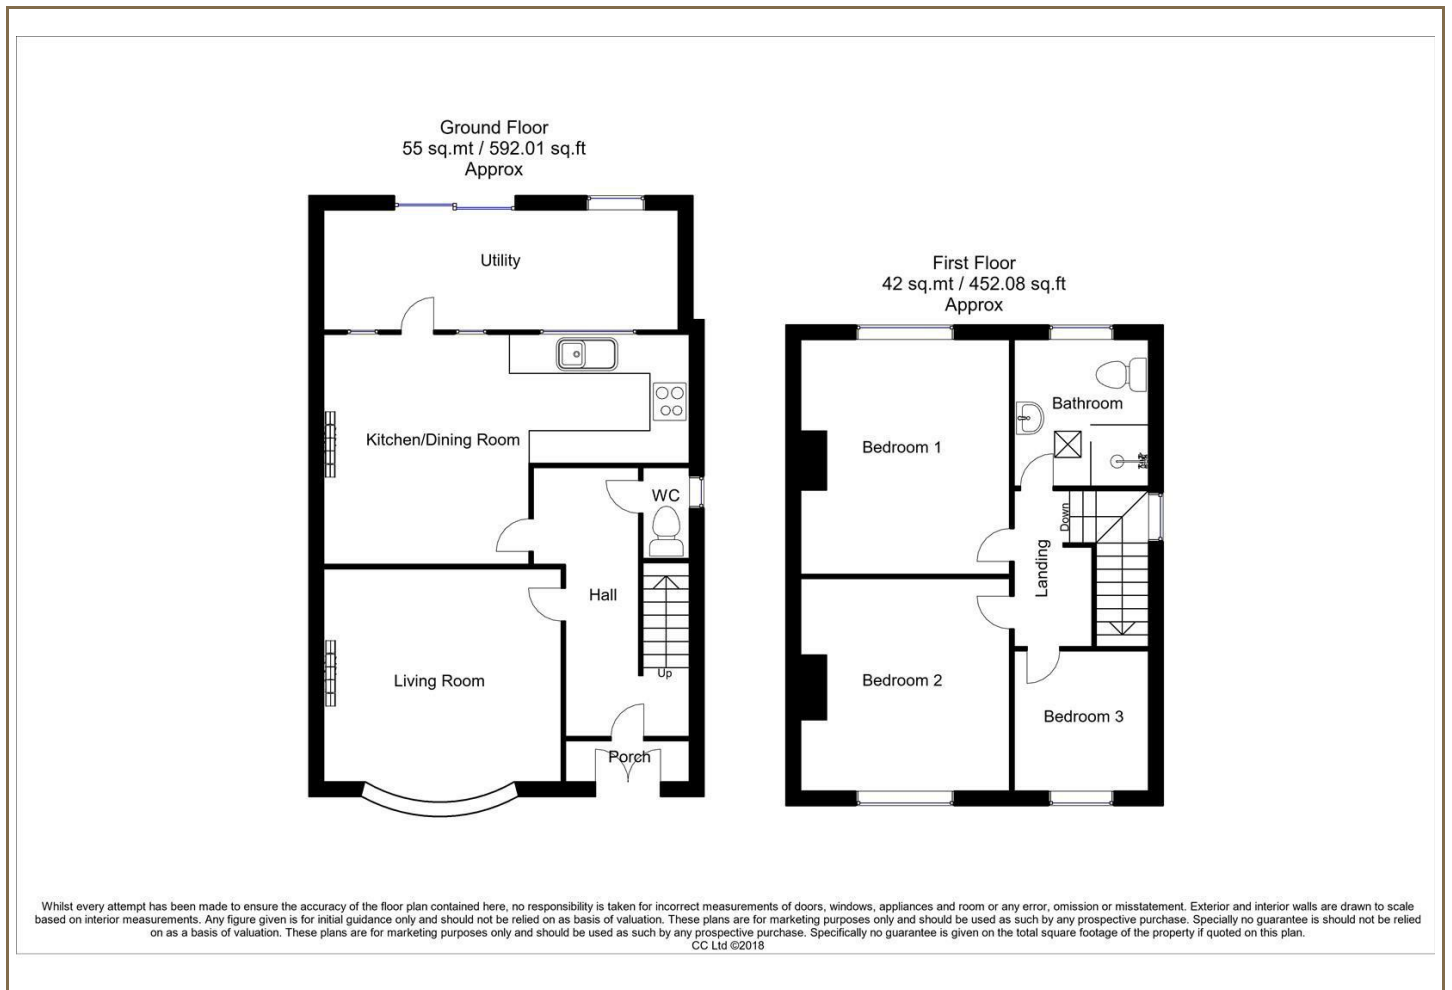 Ground Floor
55 sq.mt / 592.01 sq.ft
Approx
Utility
Kitchen/Dining Room
WC
Hall
Living Room
Up
Porch
First Floor
42 sq.mt / 452.08 sq.ft
Approx
Bathroom
Bedroom 1
Down
Landing
Bedroom 2
Bedroom 3
Whilst every attempt has been made to ensure the accuracy of the floor plan contained here, no responsibility is taken for incorrect measurements of doors, windows, appliances and room or any error, omission or misstatement. Exterior and interior walls are drawn to scale
based on interior measurements. Any figure given is for initial guidance only and should not be relied on as basis of valuation. These plans are for marketing purposes only and should be used as such by any prospective purchase. Specially no guarantee is should not be relied
on as a basis of valuation. These plans are for marketing purposes only and should be used as such by any prospective purchase. Specifically no guarantee is given on the total square footage of the property if quoted on this plan.
CC Ltd ©2018